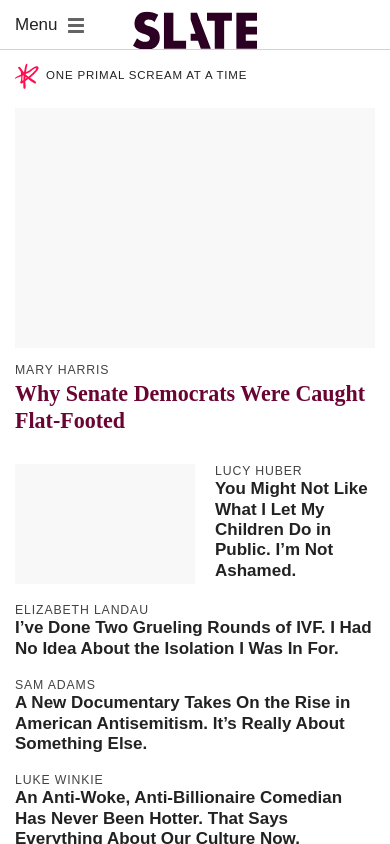 Menu
SLATE
ONE PRIMAL SCREAM AT A TIME
MARY HARRIS
Why Senate Democrats Were Caught
Flat-Footed
LUCY HUBER
You Might Not Like
What I Let My
Children Do in
Public. I’m Not
Ashamed.
ELIZABETH LANDAU
I’ve Done Two Grueling Rounds of IVF. I Had
No Idea About the Isolation I Was In For.
SAM ADAMS
A New Documentary Takes On the Rise in
American Antisemitism. It’s Really About
Something Else.
LUKE WINKIE
An Anti-Woke, Anti-Billionaire Comedian
Has Never Been Hotter. That Says
Everything About Our Culture Now.